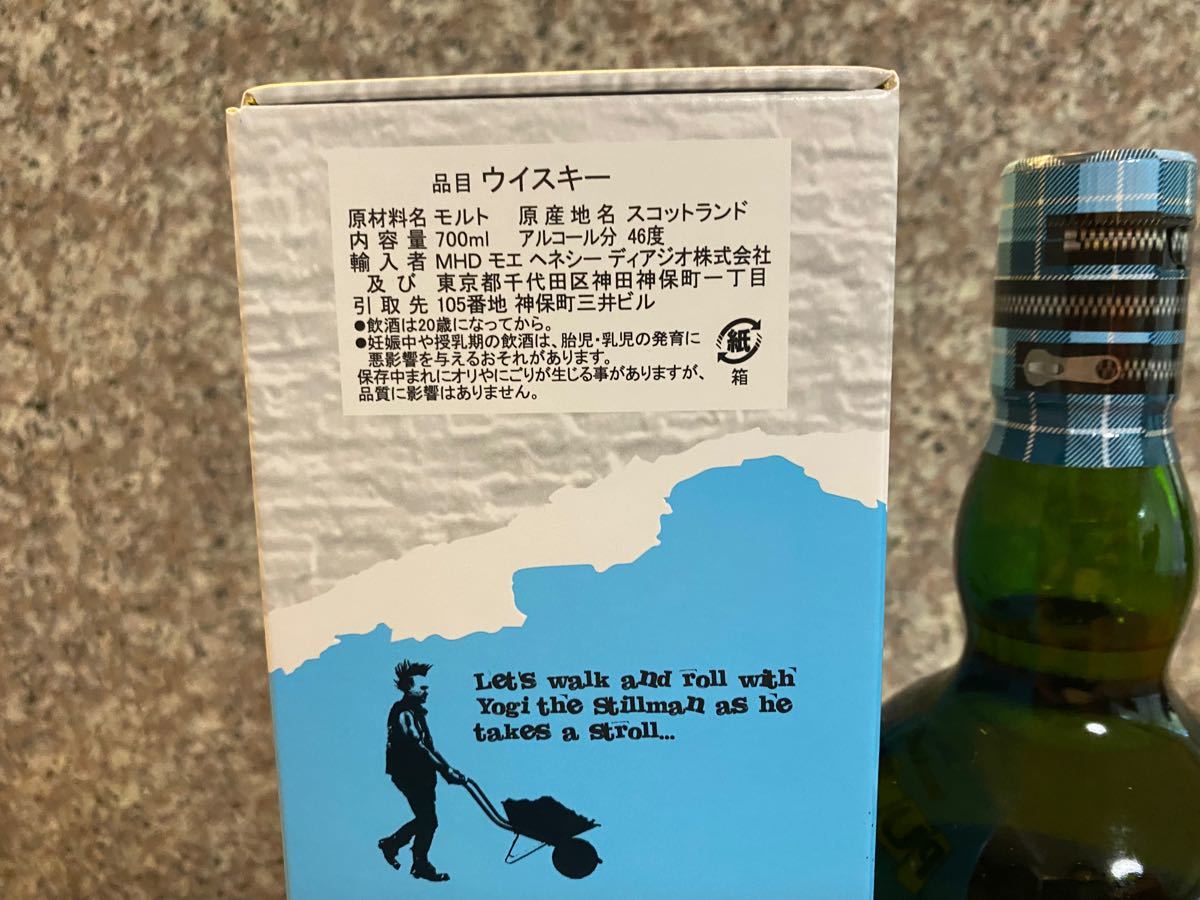 品目 ウイスキー
原材料名 モルト 原産地名 スコットランド
内容量 700ml アルコール分 46度
輸入者 MHD モエ ヘネシー ディアジオ株式会社
及び 東京都千代田区神田神保町一丁目
引取先 105番地 神保町三井ビル
●飲酒は20歳になってから。
●妊娠中や授乳期の飲酒は、胎児・乳児の発育に
悪影響を与えるおそれがあります。
保存中まれにオリやにごりが生じる事がありますが、
品質に影響はありません。
紙
箱
Let's walk and roll with
Yogi the Stillman as he
takes a stroll...